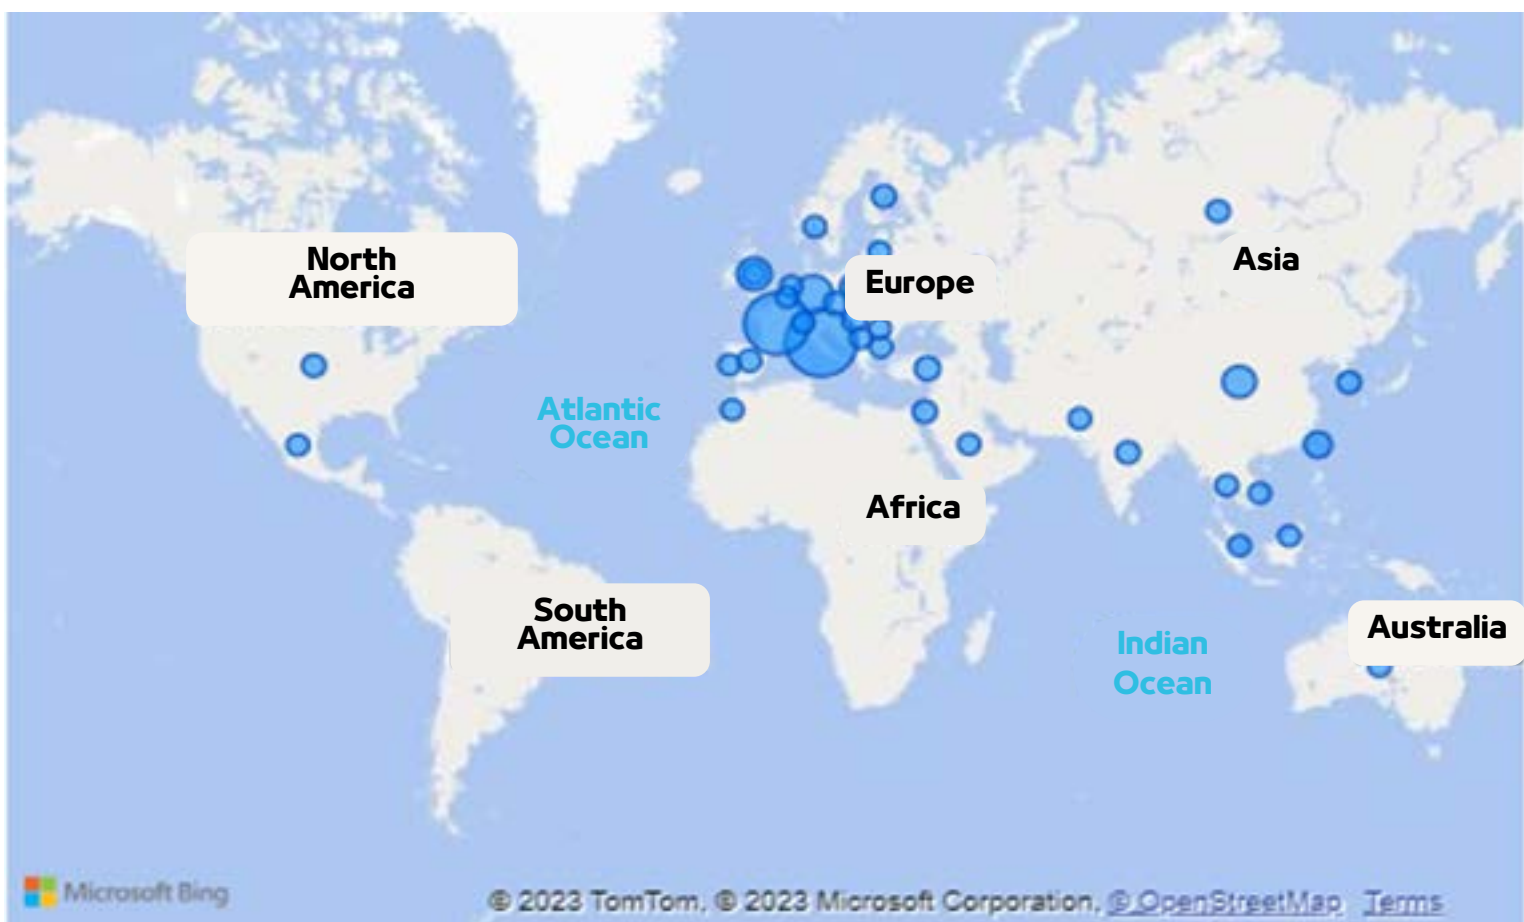 North
America
Asia
Europe
Atlantic
Ocean
Africa
South
America
Australia
Indian
Ocean
Microsoft Bing
© 2023 TomTom, © 2023 Microsoft Corporation, © OpenStreetMap Terms